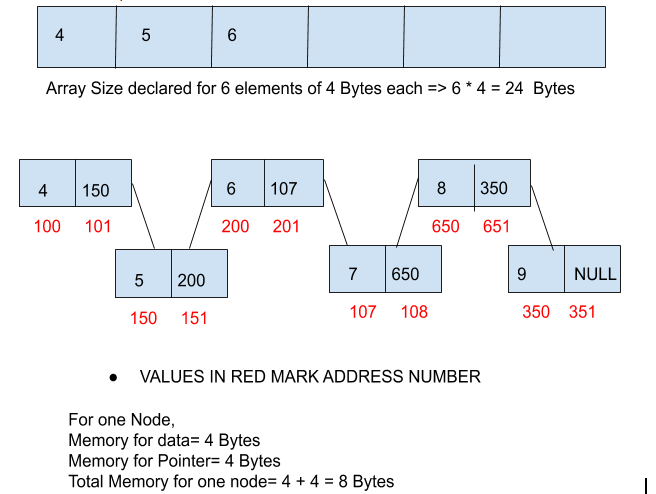 4 5 6
Array Size declared for 6 elements of 4 Bytes each => 6 * 4 = 24 Bytes
4 150 6 107 8 350
100 101 200 201 650 651
5 200 7 650 9 NULL
150 151 107 108 350 351
● VALUES IN RED MARK ADDRESS NUMBER
For one Node,
Memory for data= 4 Bytes
Memory for Pointer= 4 Bytes
Total Memory for one node= 4 + 4 = 8 Bytes